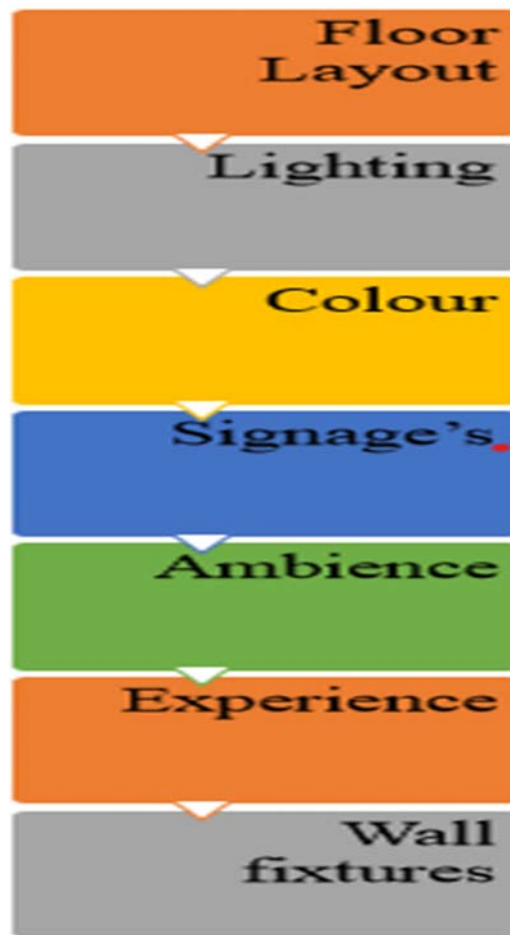 Floor
Layout
Lighting
Colour
Signage’s
Ambience
Experience
Wall
fixtures